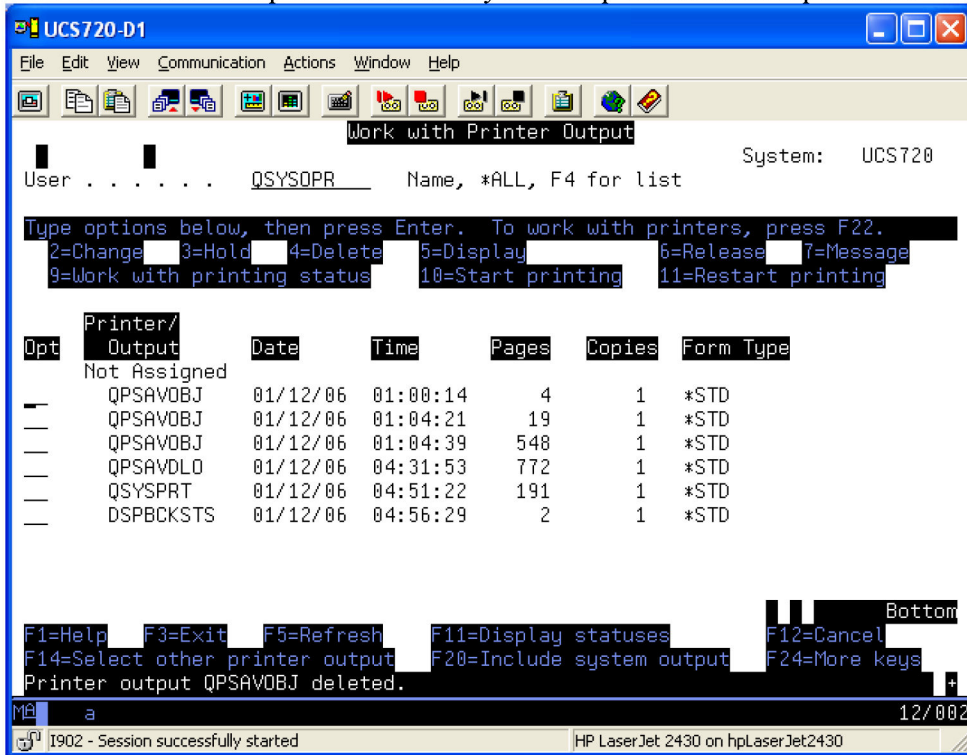 UCS720-D1
File Edit View Communication Actions Window Help
Work with Printer Output
System: UCS720
User . . . . . . QSYSOPR Name, *ALL, F4 for list
Type options below, then press Enter. To work with printers, press F22.
2=Change 3=Hold 4=Delete 5=Display 6=Release 7=Message
9=Work with printing status 10=Start printing 11=Restart printing
Printer/
Opt Output Date Time Pages Copies Form Type
Not Assigned
QPSAVOBJ 01/12/06 01:00:14 4 1 *STD
QPSAVOBJ 01/12/06 01:04:21 19 1 *STD
QPSAVOBJ 01/12/06 01:04:39 548 1 *STD
QPSAVDLO 01/12/06 04:31:53 772 1 *STD
QSYSPRT 01/12/06 04:51:22 191 1 *STD
DSPBCKSTS 01/12/06 04:56:29 2 1 *STD
Bottom
F1=Help F3=Exit F5=Refresh F11=Display statuses F12=Cancel
F14=Select other printer output F20=Include system output F24=More keys
Printer output QPSAVOBJ deleted. +
MA a 12/002
I902 - Session successfully started HP LaserJet 2430 on hpLaserJet2430